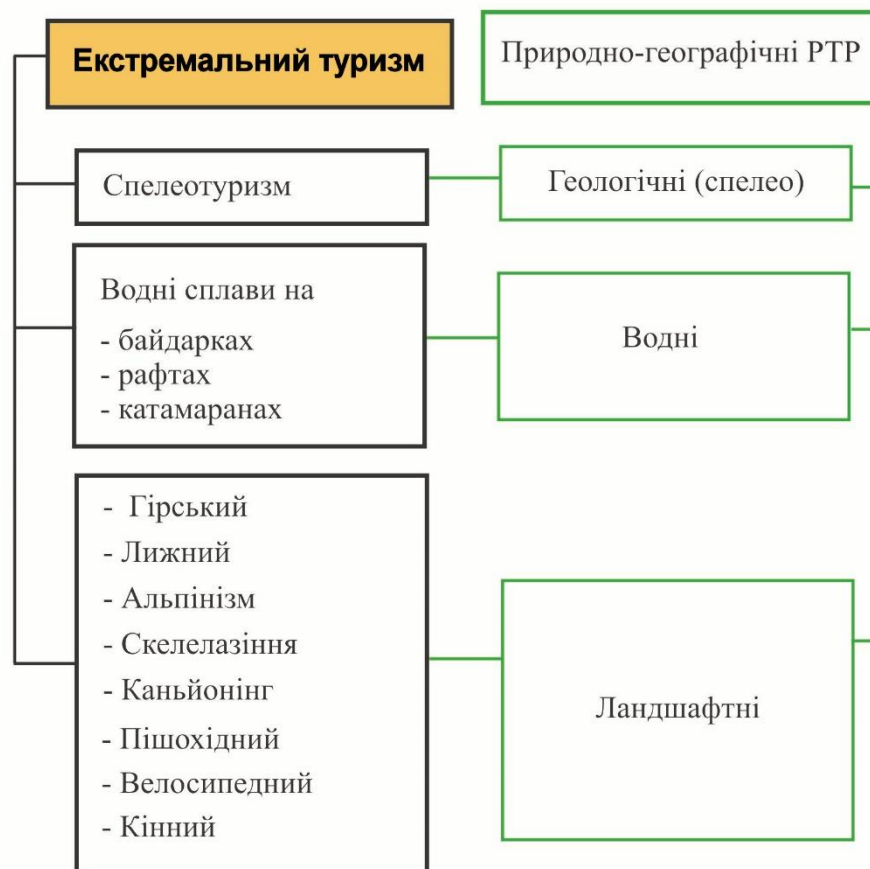 Екстремальний туризм
Природно-географічні РТР
Спелеотуризм
Геологічні (спелео)
Водні сплави на
- байдарках
- рафтах
- катамаранах
Водні
- Гірський
- Лижний
- Альпінізм
- Скелелазіння
- Каньйонінг
- Пішохідний
- Велосипедний
- Кінний
Ландшафтні